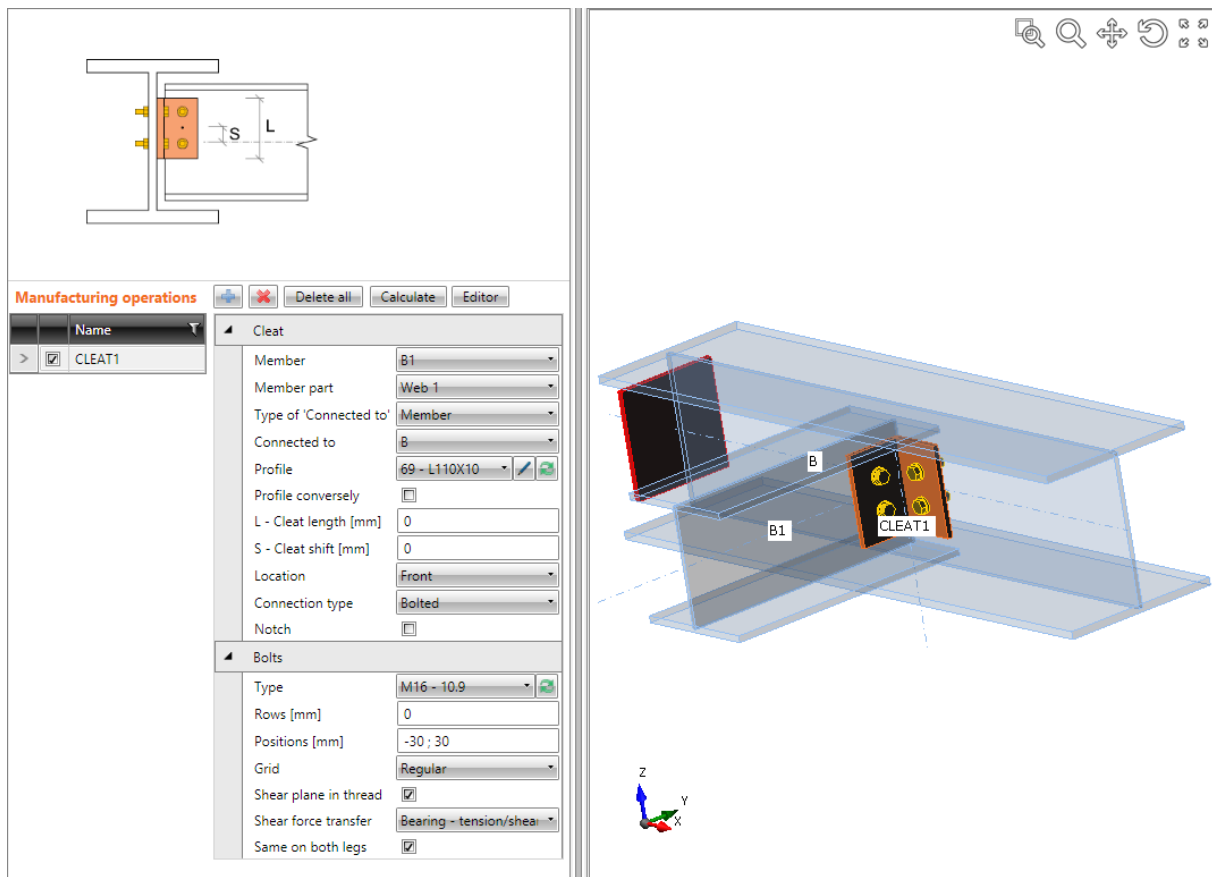 S
L
Manufacturing operations
Delete all
Calculate
Editor
Name
CLEAT1
Cleat
Member B1
Member part Web 1
Type of 'Connected to' Member
Connected to B
Profile 69 - L110X10
Profile conversely
L - Cleat length [mm] 0
S - Cleat shift [mm] 0
Location Front
Connection type Bolted
Notch
Bolts
Type M16 - 10.9
Rows [mm] 0
Positions [mm] -30 ; 30
Grid Regular
Shear plane in thread
Shear force transfer Bearing - tension/shea
Same on both legs
B
B1
CLEAT1
Z
Y
X